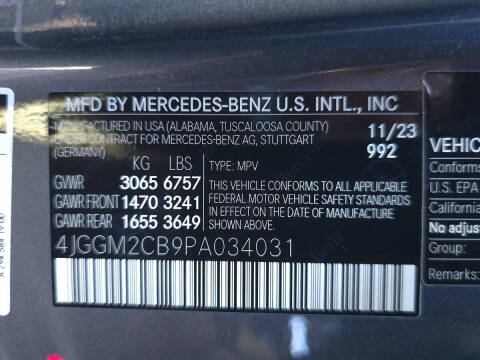 MFD BY MERCEDES-BENZ U.S. INTL., INC
MANUFACTURED IN USA (ALABAMA, TUSCALOOSA COUNTY) 11/23
UNDER CONTRACT FOR MERCEDES-BENZ AG, STUTTGART
(GERMANY) 992
KG LBS TYPE: MPV
GVWR 3065 6757
GAWR FRONT 1470 3241
GAWR REAR 1655 3649
THIS VEHICLE CONFORMS TO ALL APPLICABLE
FEDERAL MOTOR VEHICLE SAFETY STANDARDS
IN EFFECT ON THE DATE OF MANUFACTURE
SHOWN ABOVE.
4JGGM2CB9PA034031
VEHIC
Conforms
U.S. EPA
California
No adjus
Group:
Evap: